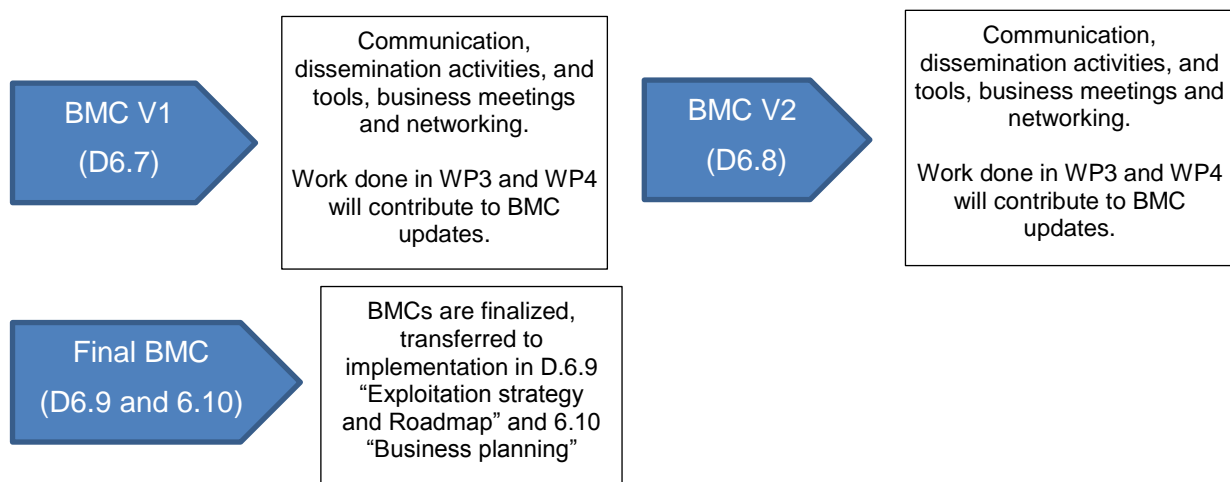 BMC V1
(D6.7)
Communication,
dissemination activities, and
tools, business meetings
and networking.
Work done in WP3 and WP4
will contribute to BMC
updates.
BMC V2
(D6.8)
Communication,
dissemination activities, and
tools, business meetings and
networking.
Work done in WP3 and WP4
will contribute to BMC
updates.
Final BMC
(D6.9 and 6.10)
BMCs are finalized,
transferred to
implementation in D.6.9
“Exploitation strategy
and Roadmap” and 6.10
“Business planning”